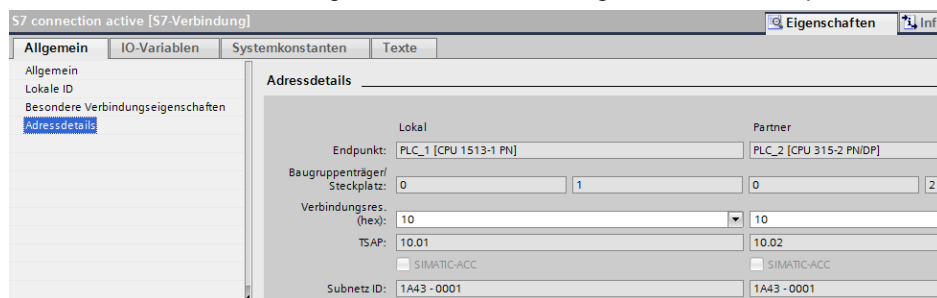 S7 connection active [S7-Verbindung]
Eigenschaften
Inf
Allgemein IO-Variablen Systemkonstanten Texte
Allgemein
Lokale ID
Besondere Verbindungseigenschaften
Adressdetails
Adressdetails
Lokal Partner
Endpunkt: PLC_1 [CPU 1513-1 PN] PLC_2 [CPU 315-2 PN/DP]
Baugruppenträger/
Steckplatz: 0 1 0 2
Verbindungsres.
(hex): 10 10
TSAP: 10.01 10.02
SIMATIC-ACC SIMATIC-ACC
Subnetz ID: 1A43 - 0001 1A43 - 0001